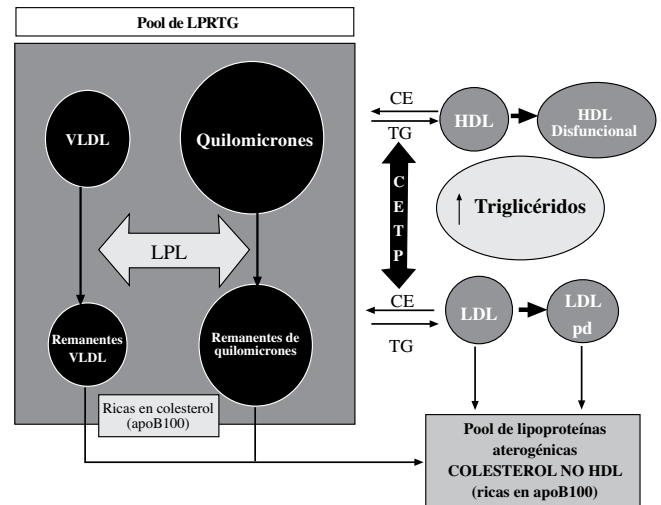 Pool de LPRTG
VLDL
Quilomicrones
LPL
Remanentes
VLDL
Remanentes de
quilomicrones
Ricas en colesterol
(apoB100)
CE
TG
HDL
HDL
Disfuncional
C
E
T
P
↑ Triglicéridos
CE
TG
LDL
LDL
pd
Pool de lipoproteínas
aterogénicas
COLESTEROL NO HDL
(ricas en apoB100)